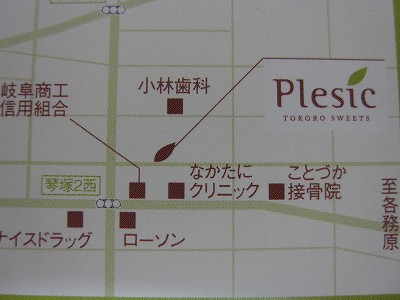 岐阜商工
信用組合
小林歯科
Plesic
TOKORO SWEETS
琴塚2西
なかたに
クリニック
ことづか
接骨院
至各務原
ナイスドラッグ
ローソン